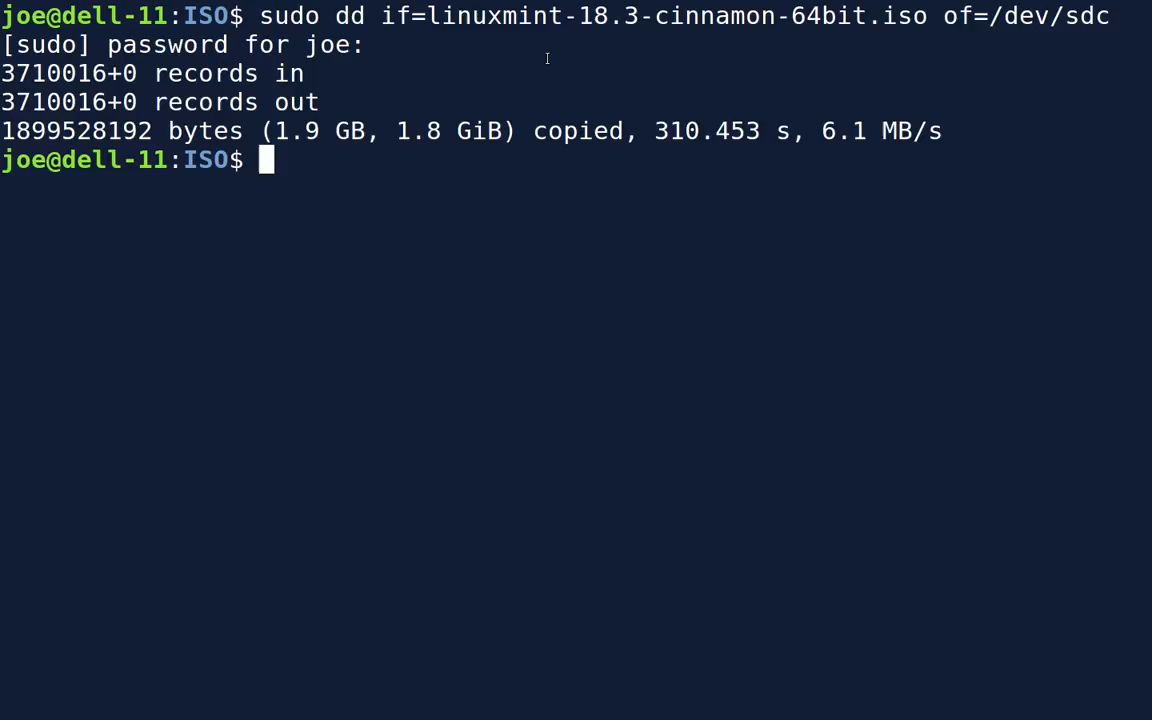 joe@dell-11:ISO$ sudo dd if=linuxmint-18.3-cinnamon-64bit.iso of=/dev/sdc
[sudo] password for joe:
3710016+0 records in
3710016+0 records out
1899528192 bytes (1.9 GB, 1.8 GiB) copied, 310.453 s, 6.1 MB/s
joe@dell-11:ISO$